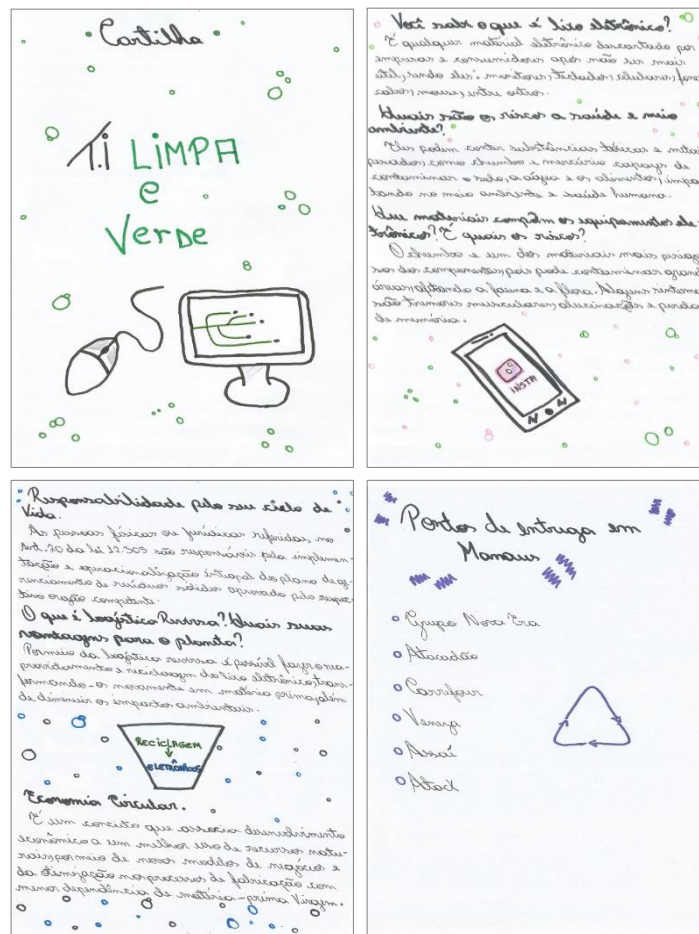 Cartilha
T.i LIMPA
e
Verde
Você sabe o que é lixo eletrônico?
É qualquer material eletrônico descartado por
empresas e consumidores após não ser mais
útil, sendo eles: monitores, teclados, celulares, fone
cabos, mouses, entre outros.
Quais são os riscos a saúde e meio
ambiente?
Eles podem conter substâncias tóxicas e metais
pesados, como chumbo e mercúrio capazes de
contaminar o solo, a água e os alimentos, impac
tando no meio ambiente e saúde humana.
Que materiais compõem os equipamentos ele-
trônicos? E quais os riscos?
O chumbo e um dos materiais mais perigo
sos dos componentes, pois pode contaminar
afetando a fauna e a flora. Alguns sintomas
são tremores musculares, alucinações e perda
de memória.
INSTA
Responsabilidade pelo seu ciclo de
Vida.
As pessoas físicas ou jurídicas referidas no
Art. 20 da lei 12.305 são responsáveis pela implemen-
tação e operacionalização integral do plano de ge-
renciamento de resíduos sólidos aprovado pelo respec-
tivo orgão competente.
O que é Logística Reversa? Quais suas
vantagens para o planeta?
Por meio da logística reversa é possível fazer o rea-
proveitamento e reciclagem do lixo eletrônico, trans-
formando-os novamente em matéria prima, além
de diminuir os impactos ambientais.
RECICLAGEM
ELETRÔNICOS
Economia Circular.
É um conceito que associa desenvolvimento
econômico a um melhor uso de recursos natu-
rais, por meio de novos modelos de negócios e
da otimização nos processos de fabricação com
menor dependência de matéria-prima Virgem.
Pontos de entrega em
Manaus
Grupo Nova Era
Atacadão
Carrefour
Veneza
Assaí
Atack